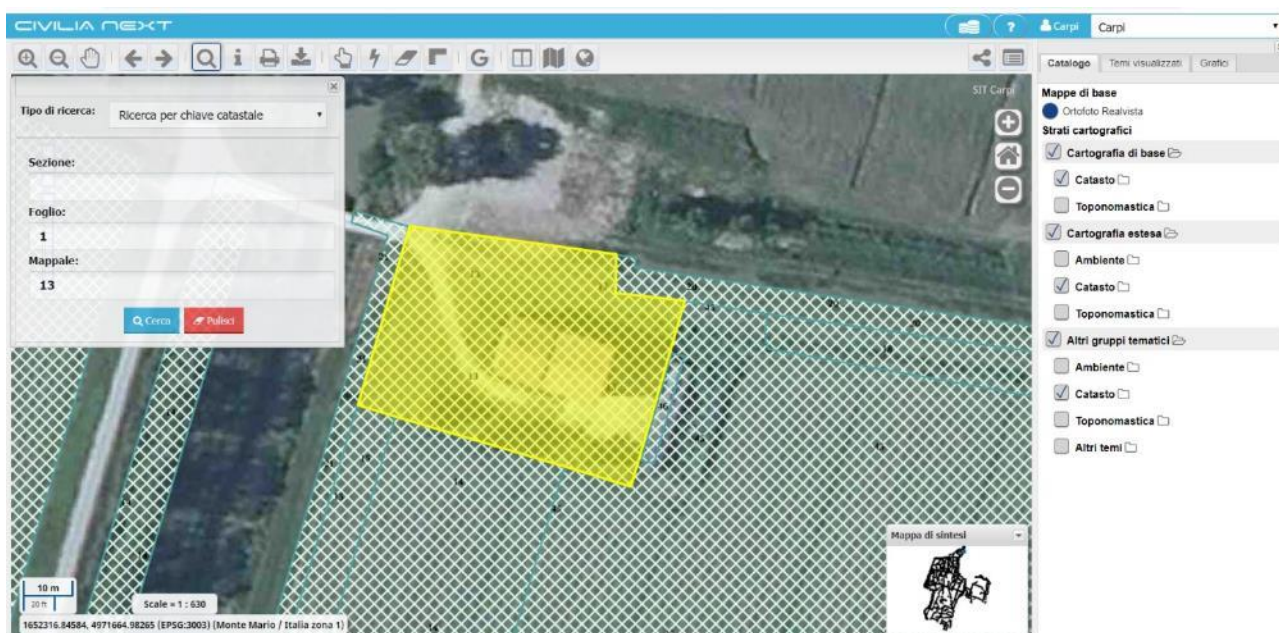 CIVILIA NEXT
?
Carpi
Carpi
G
SIT Carpi
Tipo di ricerca:
Ricerca per chiave catastale
Sezione:
Foglio:
1
Mappale:
13
Cerca
Pulisci
Catalogo
Temi visualizzati
Grafici
Mappe di base
Ortofoto Realvista
Strati cartografici
Cartografia di base
Catasto
Toponomastica
Cartografia estesa
Ambiente
Catasto
Toponomastica
Altri gruppi tematici
Ambiente
Catasto
Toponomastica
Altri temi
13
46
14
Mappa di sintesi
10 m
20 ft
Scale = 1 : 630
1652316.84584, 4971664.98265 (EPSG:3003) (Monte Mario / Italia zona 1)